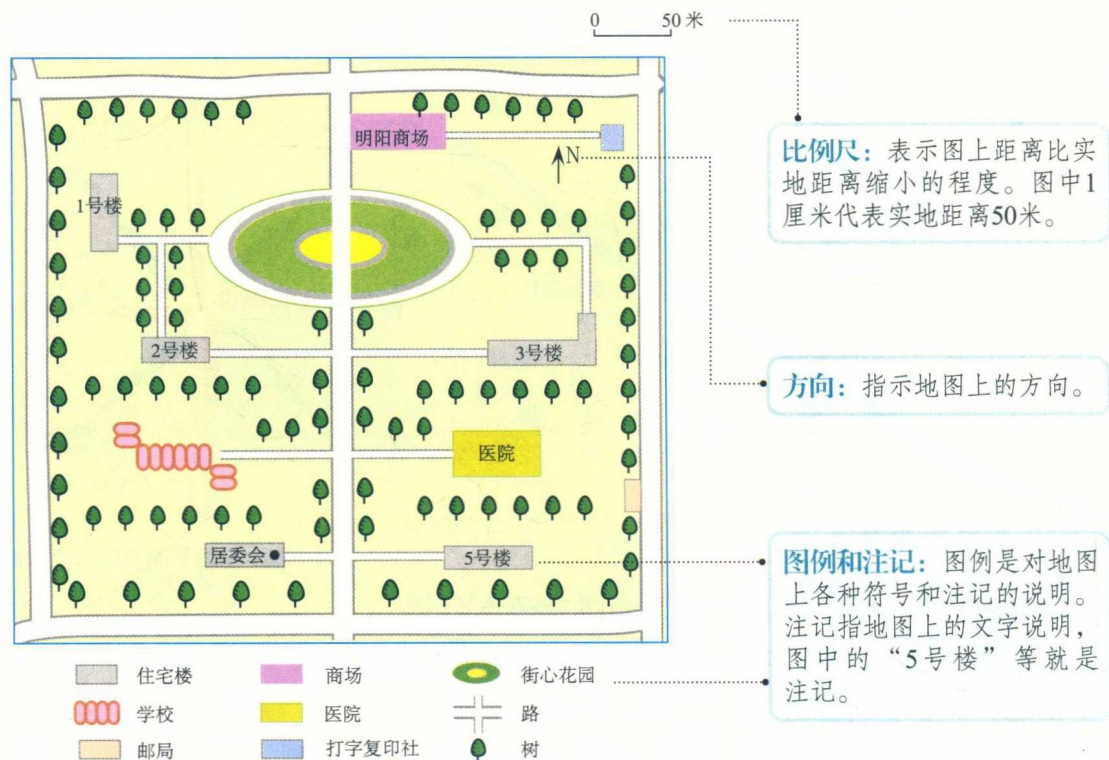 0 50米
明阳商场
N
1号楼
2号楼
3号楼
医院
居委会
5号楼
比例尺：表示图上距离比实
地距离缩小的程度。图中1
厘米代表实地距离50米。
方向：指示地图上的方向。
图例和注记：图例是对地图
上各种符号和注记的说明。
注记指地图上的文字说明，
图中的“5号楼”等就是
注记。
住宅楼 商场 街心花园
学校 医院 路
邮局 打字复印社 树